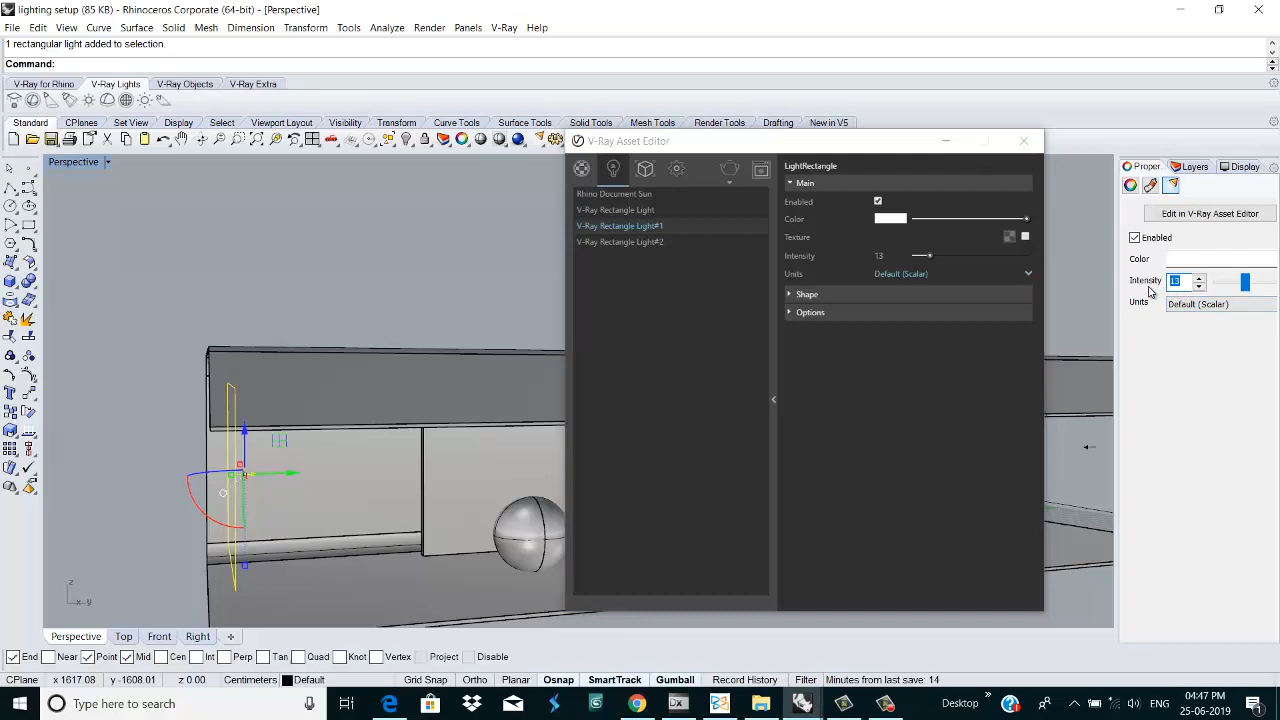 lighting setup (85 KB) - Rhinoceros Corporate (64-bit) - [Perspective]
File Edit View Curve Surface Solid Mesh Dimension Transform Tools Analyze Render Panels V-Ray Help
1 rectangular light added to selection.
Command:
V-Ray for Rhino V-Ray Lights V-Ray Objects V-Ray Extra
Standard CPlanes Set View Display Select Viewport Layout Visibility Transform Curve Tools Surface Tools Solid Tools Mesh Tools Render Tools Drafting New in V5
V-Ray Asset Editor
Perspective
Proper Layers Display
LightRectangle
Main
Rhino Document Sun
V-Ray Rectangle Light
V-Ray Rectangle Light#1
V-Ray Rectangle Light#2
Enabled
Color
Texture
Intensity 13
Units Default (Scalar)
Shape
Options
Edit in V-Ray Asset Editor
Enabled
Color
Intensity 13
Units Default (Scalar)
z
x y
Perspective Top Front Right
End Near Point Mid Cen Int Perp Tan Quad Knot Vertex Project Disable
CPlane x 1617.08 y -1608.01 z 0.00 Centimeters Default Grid Snap Ortho Planar Osnap SmartTrack Gumball Record History Filter Minutes from last save: 14
Type here to search
Desktop » ENG
04:47 PM
25-06-2019